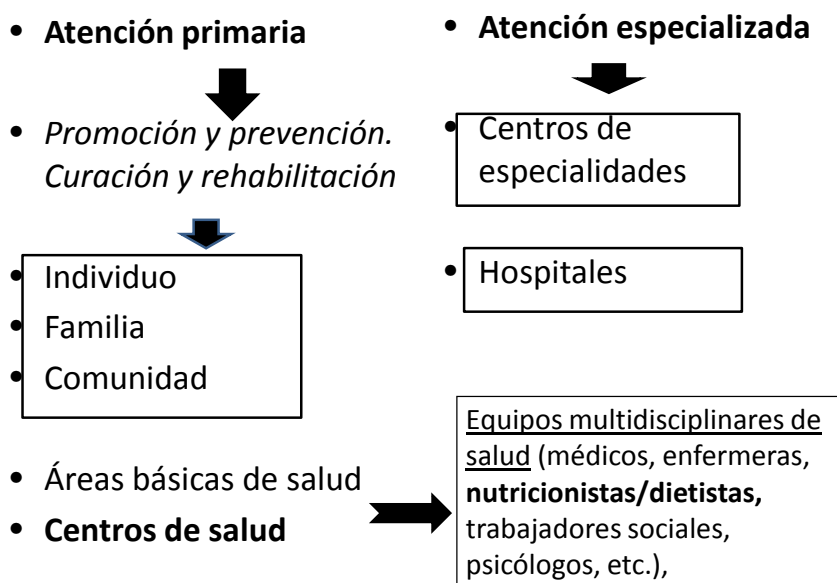 • Atención primaria
• Promoción y prevención.
Curación y rehabilitación
• Individuo
• Familia
• Comunidad
• Áreas básicas de salud
• Centros de salud
• Atención especializada
• Centros de
especialidades
• Hospitales
Equipos multidisciplinares de
salud (médicos, enfermeras,
nutricionistas/dietistas,
trabajadores sociales,
psicólogos, etc.),